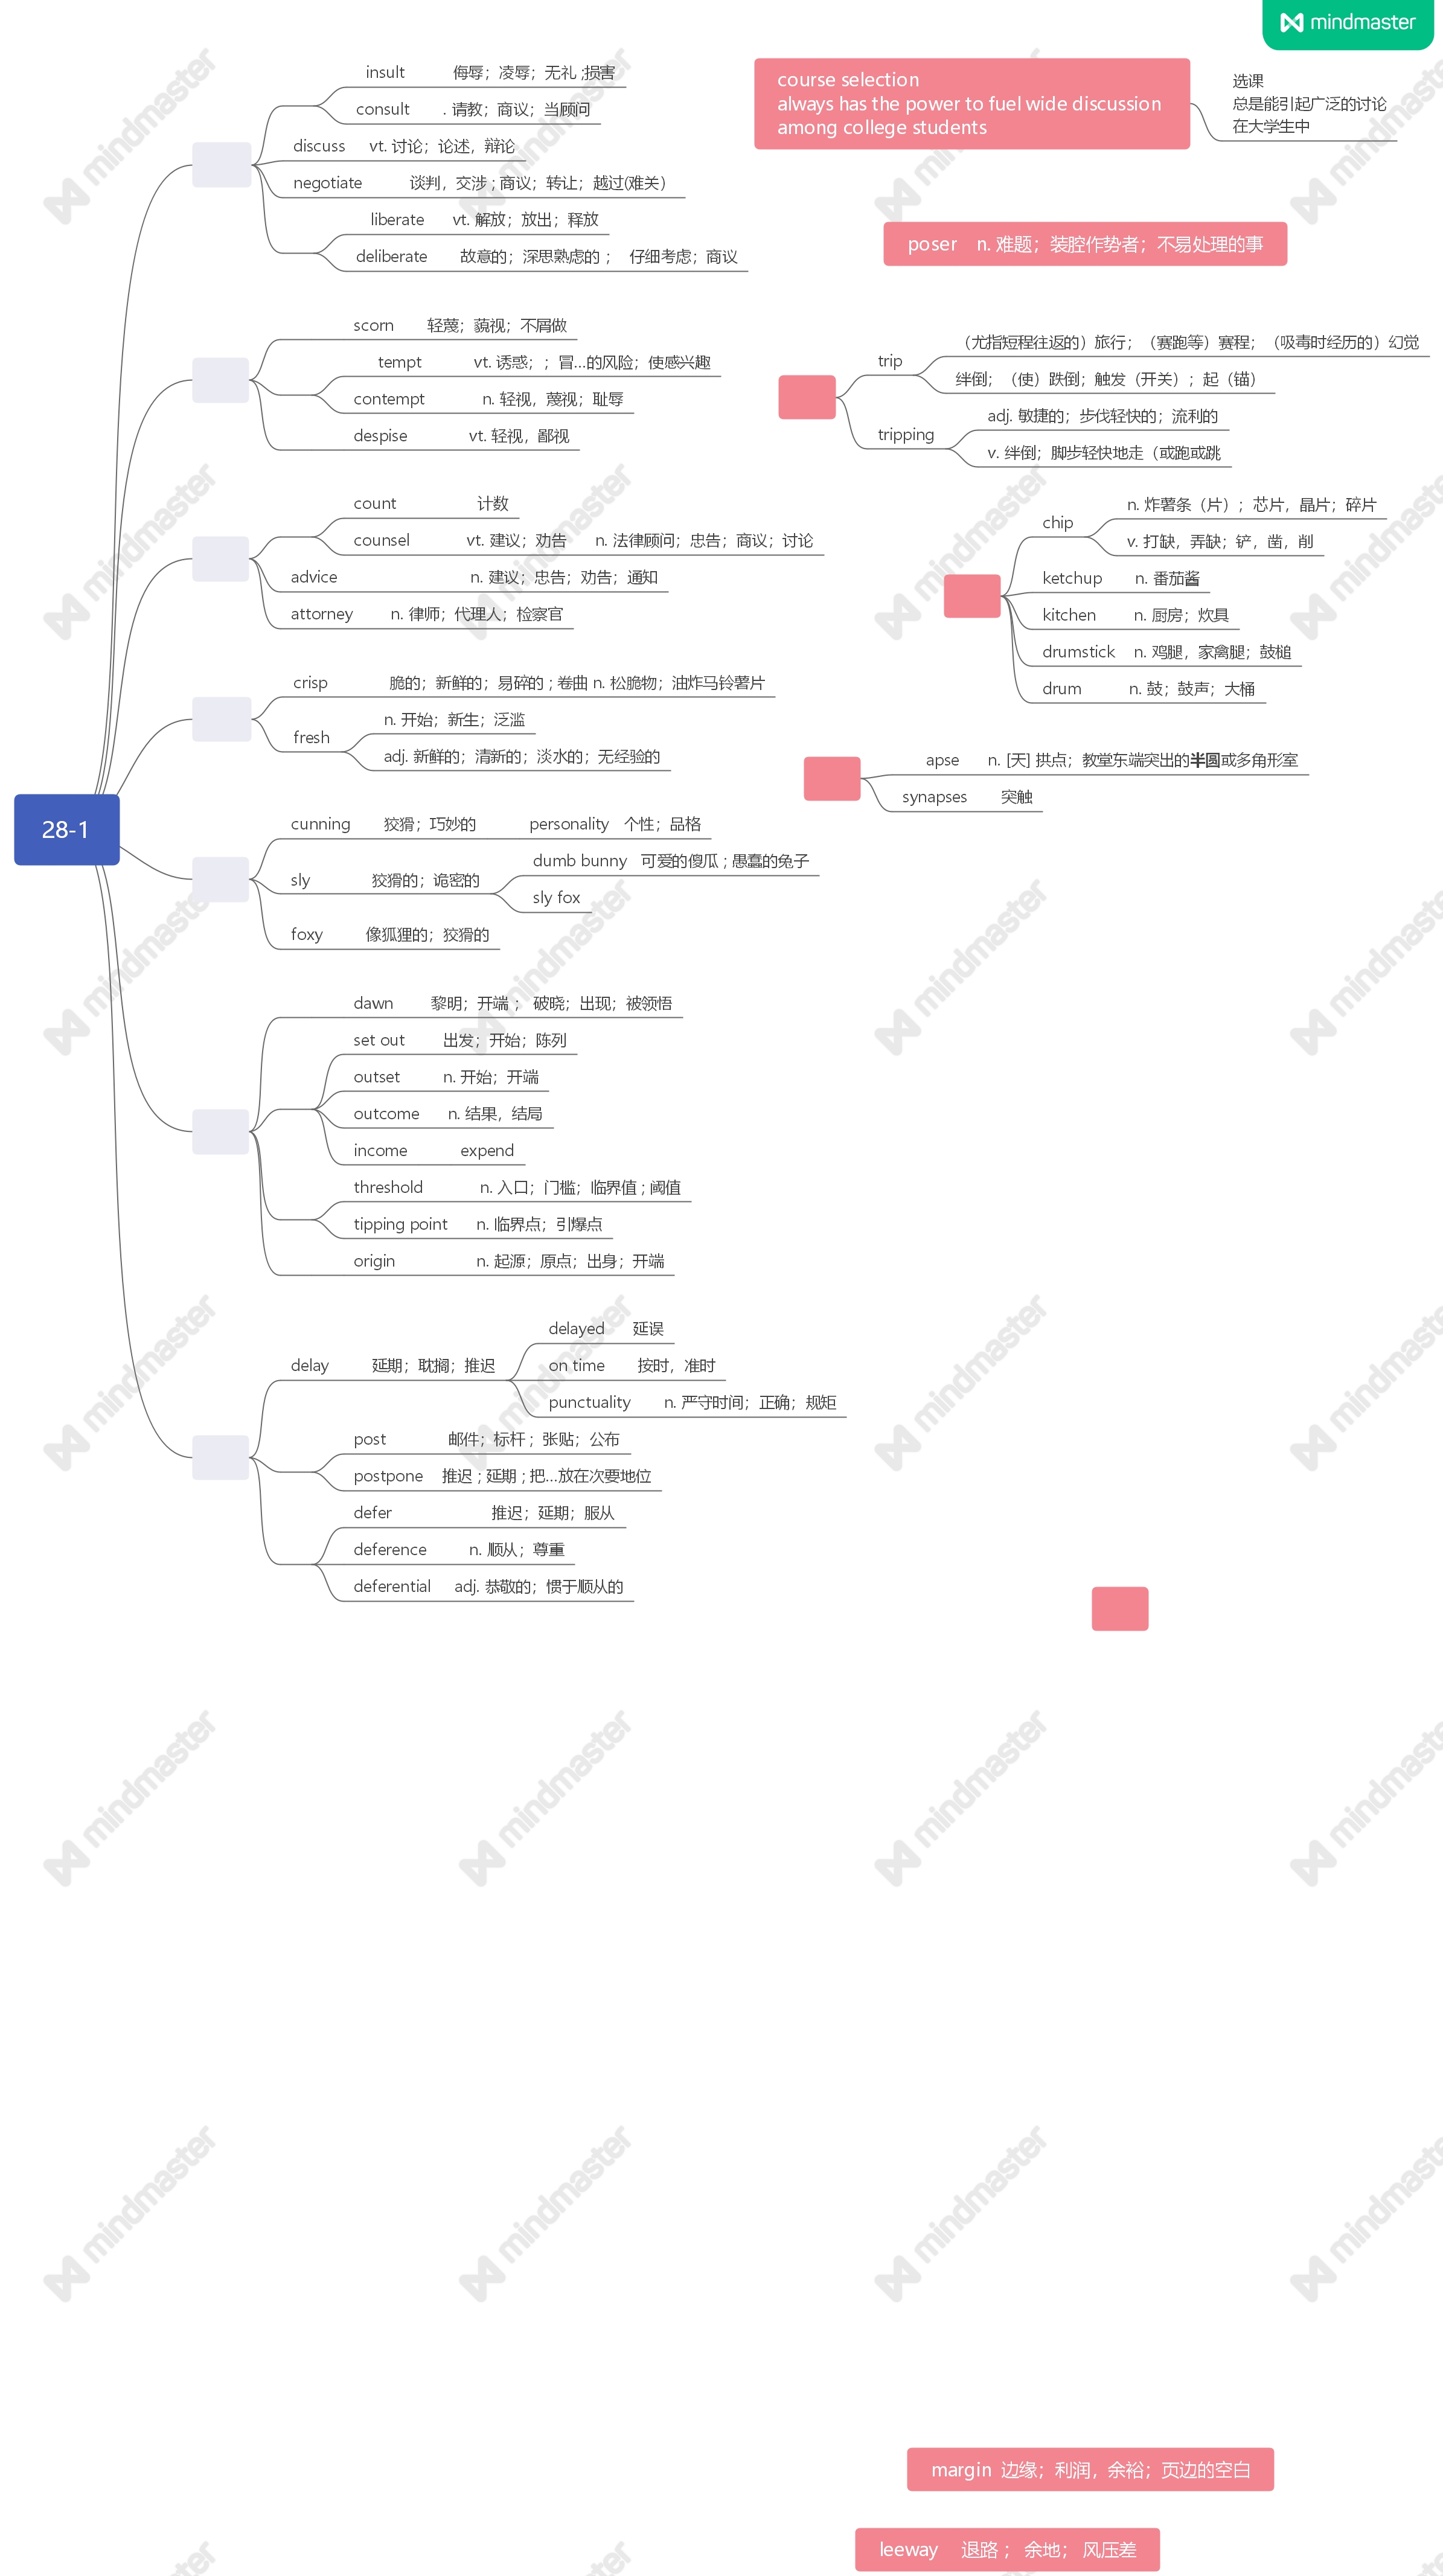 mindmaster
insult 侮辱；凌辱；无礼 ;损害
consult . 请教；商议；当顾问
discuss vt. 讨论；论述，辩论
negotiate 谈判，交涉 ; 商议；转让；越过(难关）
liberate vt. 解放；放出；释放
deliberate 故意的；深思熟虑的 ； 仔细考虑；商议
scorn 轻蔑；藐视；不屑做
tempt vt. 诱惑；；冒...的风险；使感兴趣
contempt n. 轻视，蔑视；耻辱
despise vt. 轻视，鄙视
count 计数
counsel vt. 建议；劝告 n. 法律顾问；忠告；商议；讨论
advice n. 建议；忠告；劝告；通知
attorney n. 律师；代理人；检察官
crisp 脆的；新鲜的；易碎的 ; 卷曲 n. 松脆物；油炸马铃薯片
fresh
n. 开始；新生；泛滥
adj. 新鲜的；清新的；淡水的；无经验的
28-1
cunning 狡猾；巧妙的 personality 个性；品格
sly 狡猾的；诡密的
dumb bunny 可爱的傻瓜 ; 愚蠢的兔子
sly fox
foxy 像狐狸的；狡猾的
dawn 黎明；开端 ； 破晓；出现；被领悟
set out 出发；开始；陈列
outset n. 开始；开端
outcome n. 结果，结局
income expend
threshold n. 入口；门槛；临界值 ; 阈值
tipping point n. 临界点；引爆点
origin n. 起源；原点；出身；开端
delay 延期；耽搁；推迟
delayed 延误
on time 按时，准时
punctuality n. 严守时间；正确；规矩
post 邮件；标杆 ; 张贴；公布
postpone 推迟 ; 延期 ; 把...放在次要地位
defer 推迟；延期；服从
deference n. 顺从；尊重
deferential adj. 恭敬的；惯于顺从的
course selection
always has the power to fuel wide discussion
among college students
选课
总是能引起广泛的讨论
在大学生中
poser n. 难题；装腔作势者；不易处理的事
trip
（尤指短程往返的）旅行；（赛跑等）赛程；（吸毒时经历的）幻觉
绊倒；（使）跌倒；触发（开关）；起（锚）
tripping
adj. 敏捷的；步伐轻快的；流利的
v. 绊倒；脚步轻快地走（或跑或跳
chip
n. 炸薯条（片）；芯片，晶片；碎片
v. 打缺，弄缺；铲，凿，削
ketchup n. 番茄酱
kitchen n. 厨房；炊具
drumstick n. 鸡腿，家禽腿；鼓槌
drum n. 鼓；鼓声；大桶
apse n. [天] 拱点；教堂东端突出的半圆或多角形室
synapses 突触
margin 边缘；利润，余裕；页边的空白
leeway 退路 ； 余地； 风压差